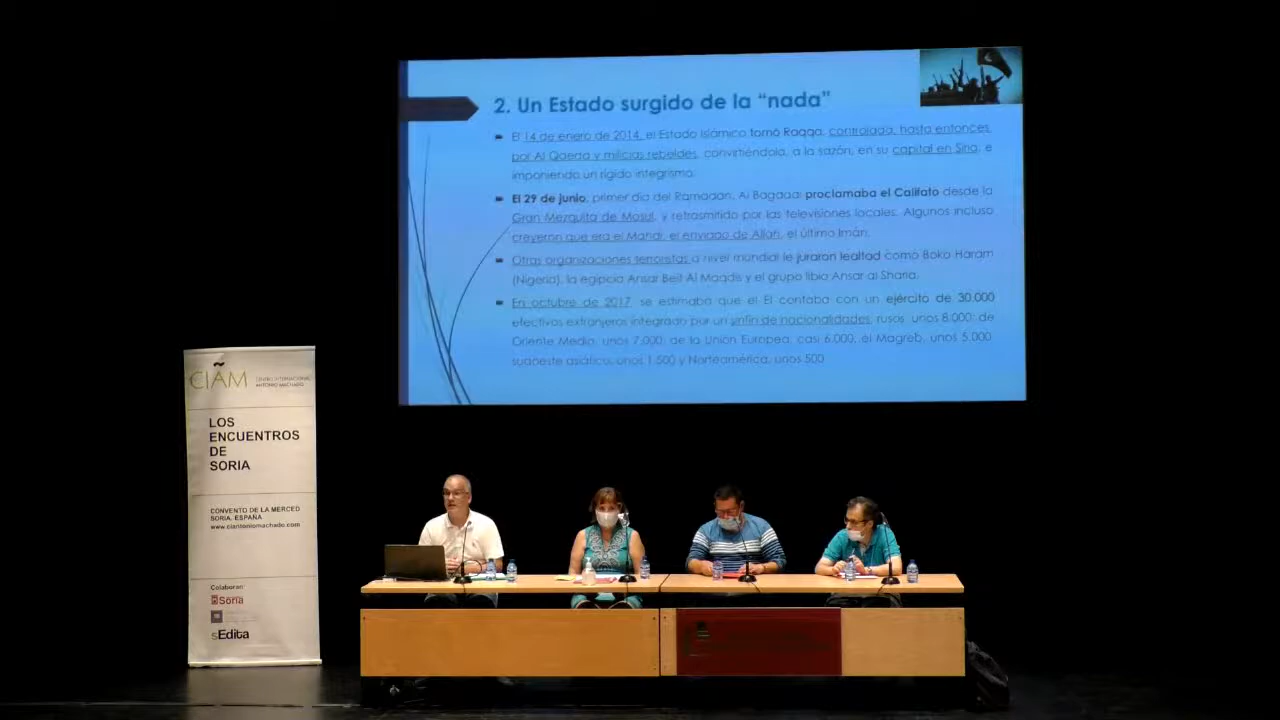 2. Un Estado surgido de la “nada”
El 14 de enero de 2014, el Estado Islámico tomó Raqqa, controlada, hasta entonces,
por Al Qaeda y milicias rebeldes, convirtiéndola, a la sazón, en su capital en Siria, e
imponiendo un rígido integrismo.
El 29 de junio, primer día del Ramadán, Al Bagdadi proclamaba el Califato desde la
Gran Mezquita de Mosul, y retrasmitido por las televisiones locales. Algunos incluso
creyeron que era el Mahdi, el enviado de Allah, el último Imán.
Otras organizaciones terroristas a nivel mundial le juraron lealtad como Boko Haram
(Nigeria), la egipcia Ansar Beit Al Maqdis y el grupo libio Ansar al Sharia.
En octubre de 2017, se estimaba que el EI contaba con un ejército de 30.000
efectivos extranjeros integrado por un sinfín de nacionalidades, rusos, unos 8.000; de
Oriente Medio, unos 7.000; de la Unión Europea, casi 6.000, el Magreb, unos 5.000
sudeste asiático, unos 1.500 y Norteamérica, unos 500
CIAM CENTRO INTERNACIONAL
ANTONIO MACHADO
LOS
ENCUENTROS
DE
SORIA
CONVENTO DE LA MERCED
SORIA. ESPAÑA
www.ciantoniomachado.com
Colaboran:
Soria
sEdita